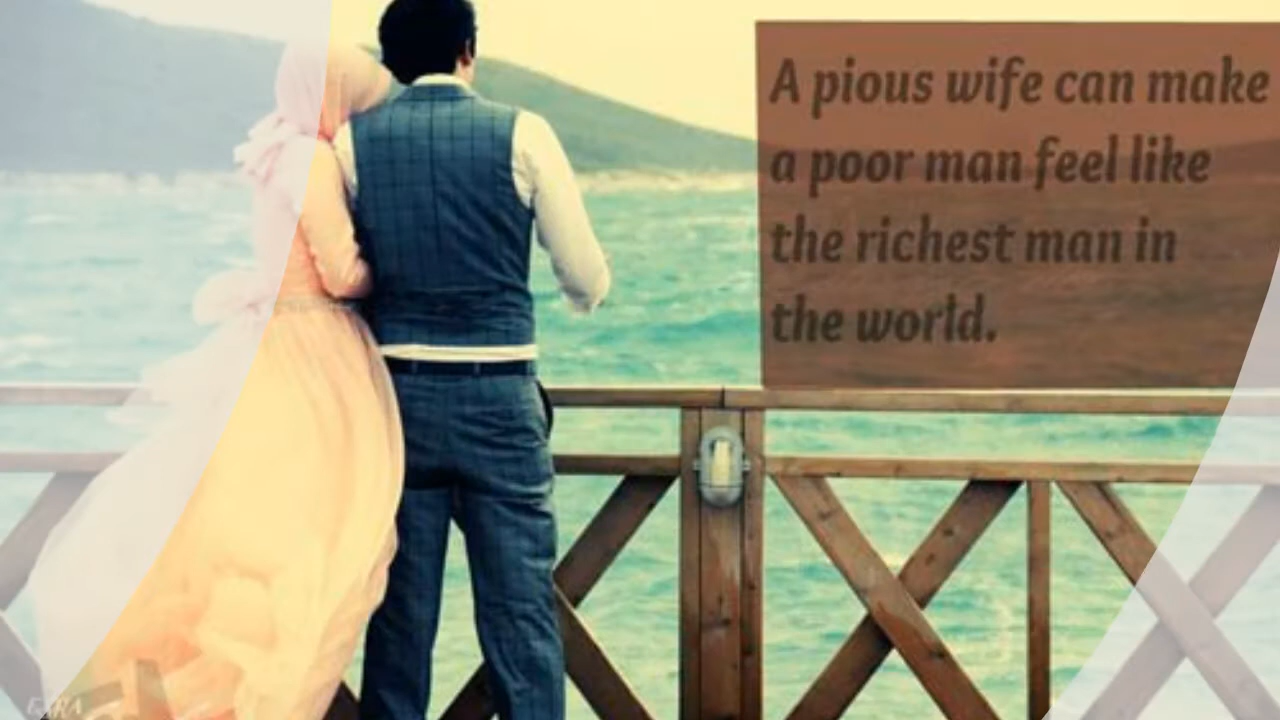 A pious wife can make
a poor man feel like
the richest man in
the world.